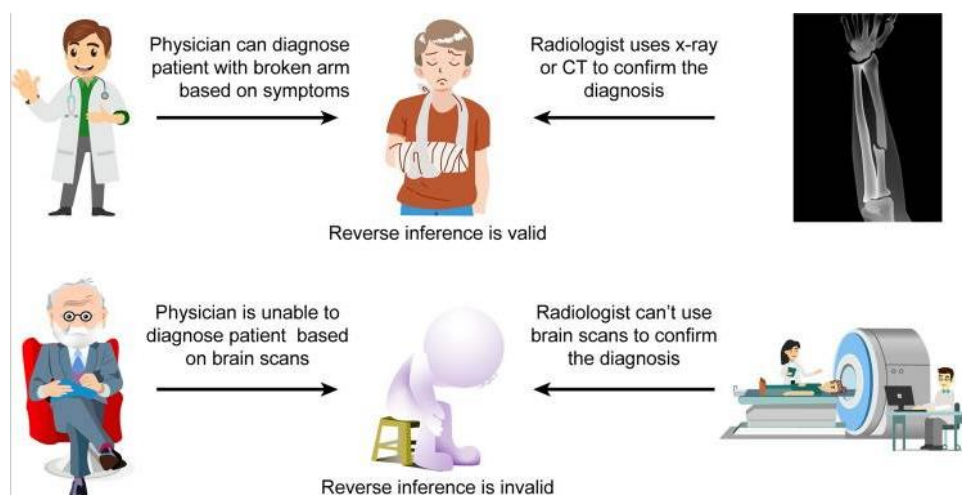 Physician can diagnose
patient with broken arm
based on symptoms
Radiologist uses x-ray
or CT to confirm the
diagnosis
Reverse inference is valid
Physician is unable to
diagnose patient based
on brain scans
Radiologist can't use
brain scans to confirm
the diagnosis
Reverse inference is invalid